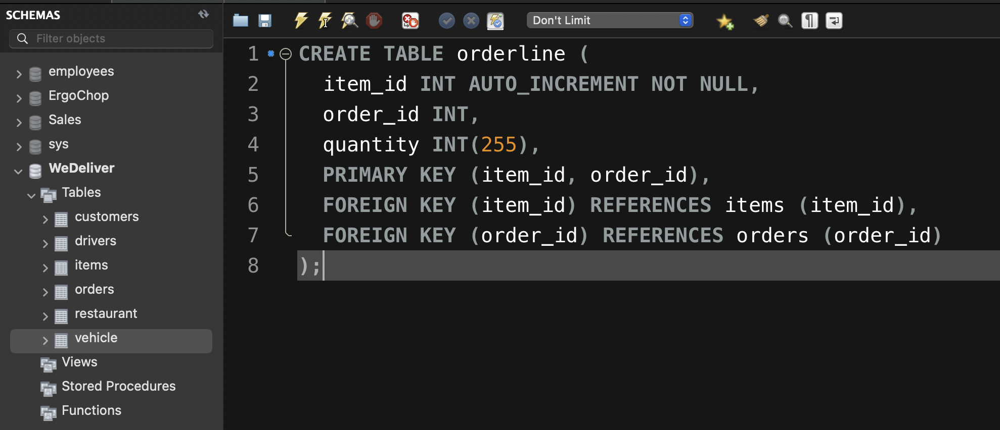 SCHEMAS
Filter objects
employees
ErgoChop
Sales
sys
WeDeliver
Tables
customers
drivers
items
orders
restaurant
vehicle
Views
Stored Procedures
Functions
Don't Limit
1 CREATE TABLE orderline (
2 item_id INT AUTO_INCREMENT NOT NULL,
3 order_id INT,
4 quantity INT(255),
5 PRIMARY KEY (item_id, order_id),
6 FOREIGN KEY (item_id) REFERENCES items (item_id),
7 FOREIGN KEY (order_id) REFERENCES orders (order_id)
8 );